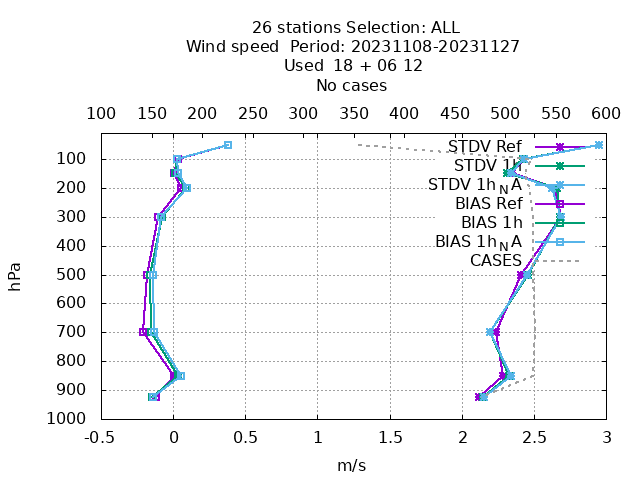 26 stations Selection: ALL
Wind speed  Period: 20231108-20231127
Used  18 + 06 12
No cases
100 150 200 250 300 350 400 450 500 550 600
STDV Ref
STDV 1h
STDV 1h_N A
BIAS Ref
BIAS 1h
BIAS 1h_N A
CASES
hPa
100
200
300
400
500
600
700
800
900
1000
-0.5 0 0.5 1 1.5 2 2.5 3
m/s